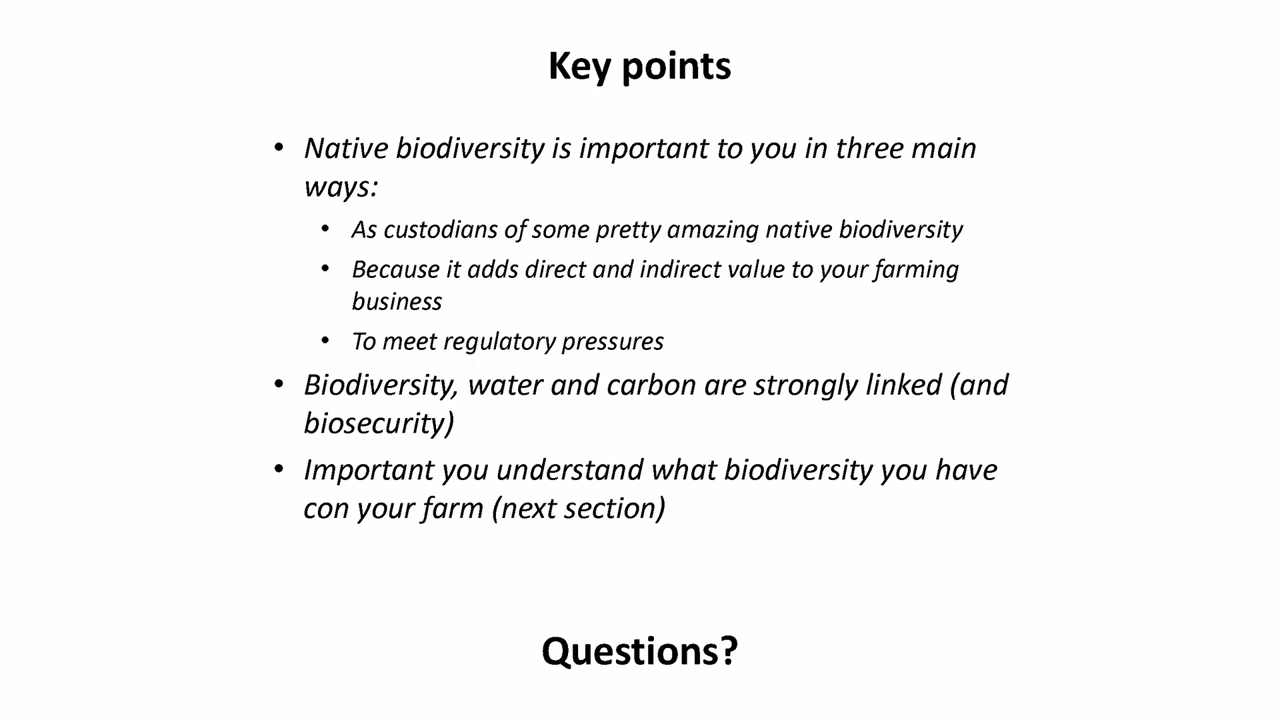 Key points
• Native biodiversity is important to you in three main
ways:
• As custodians of some pretty amazing native biodiversity
• Because it adds direct and indirect value to your farming
business
• To meet regulatory pressures
• Biodiversity, water and carbon are strongly linked (and
biosecurity)
• Important you understand what biodiversity you have
con your farm (next section)
Questions?